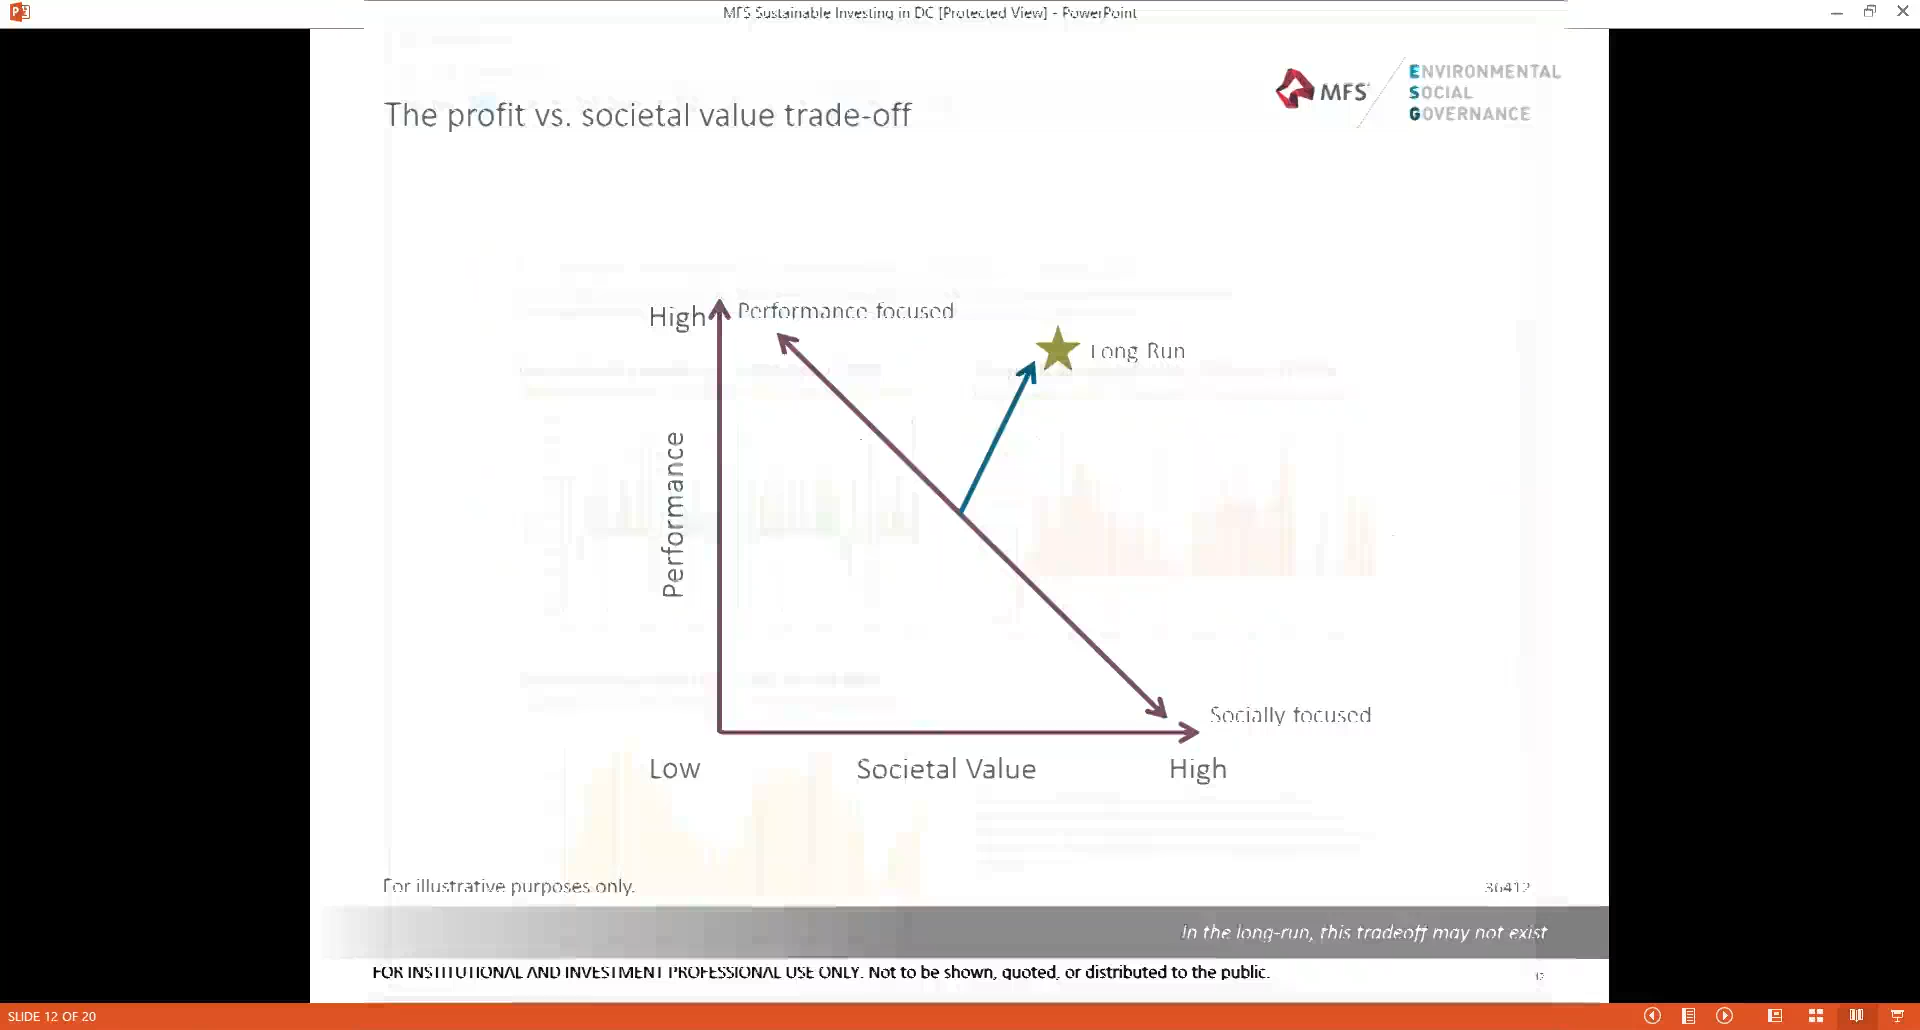 MFS Sustainable Investing in DC [Protected View] - PowerPoint
MFS
ENVIRONMENTAL
SOCIAL
GOVERNANCE
The profit vs. societal value trade-off
High
Performance focused
Long Run
Performance
Socially focused
Low
Societal Value
High
For illustrative purposes only.
36412
In the long-run, this tradeoff may not exist
FOR INSTITUTIONAL AND INVESTMENT PROFESSIONAL USE ONLY. Not to be shown, quoted, or distributed to the public.
12
SLIDE 12 OF 20